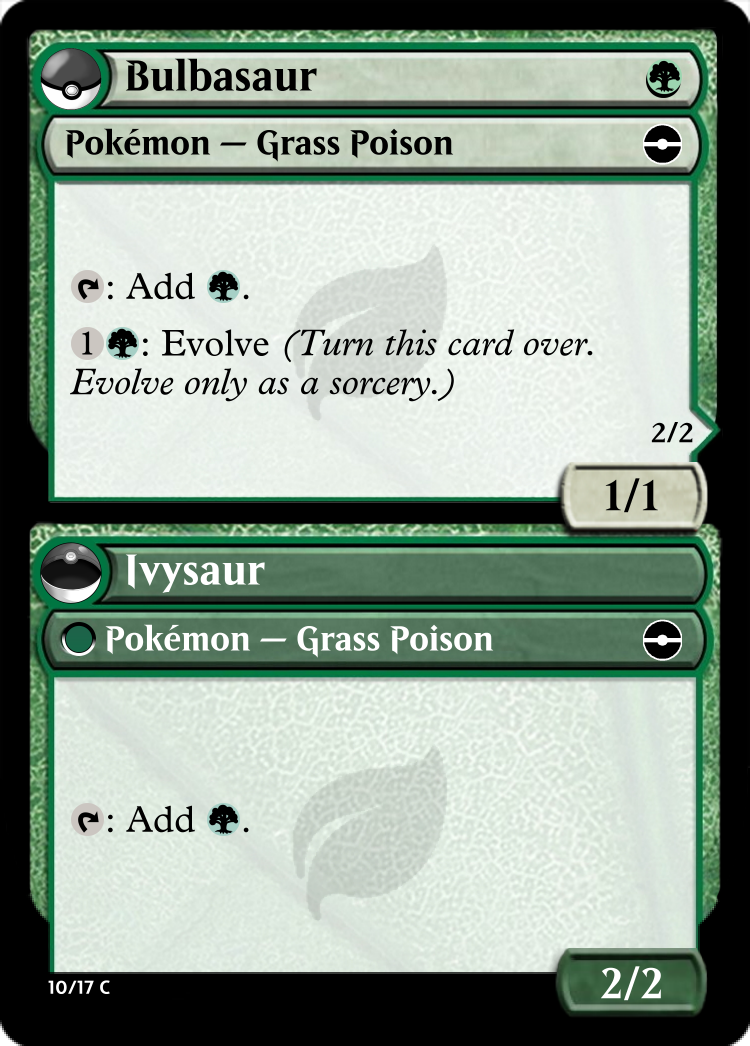 Bulbasaur
Pokémon — Grass Poison
: Add .
1: Evolve (Turn this card over.
Evolve only as a sorcery.)
2/2
1/1
Ivysaur
Pokémon — Grass Poison
: Add .
10/17 C
2/2